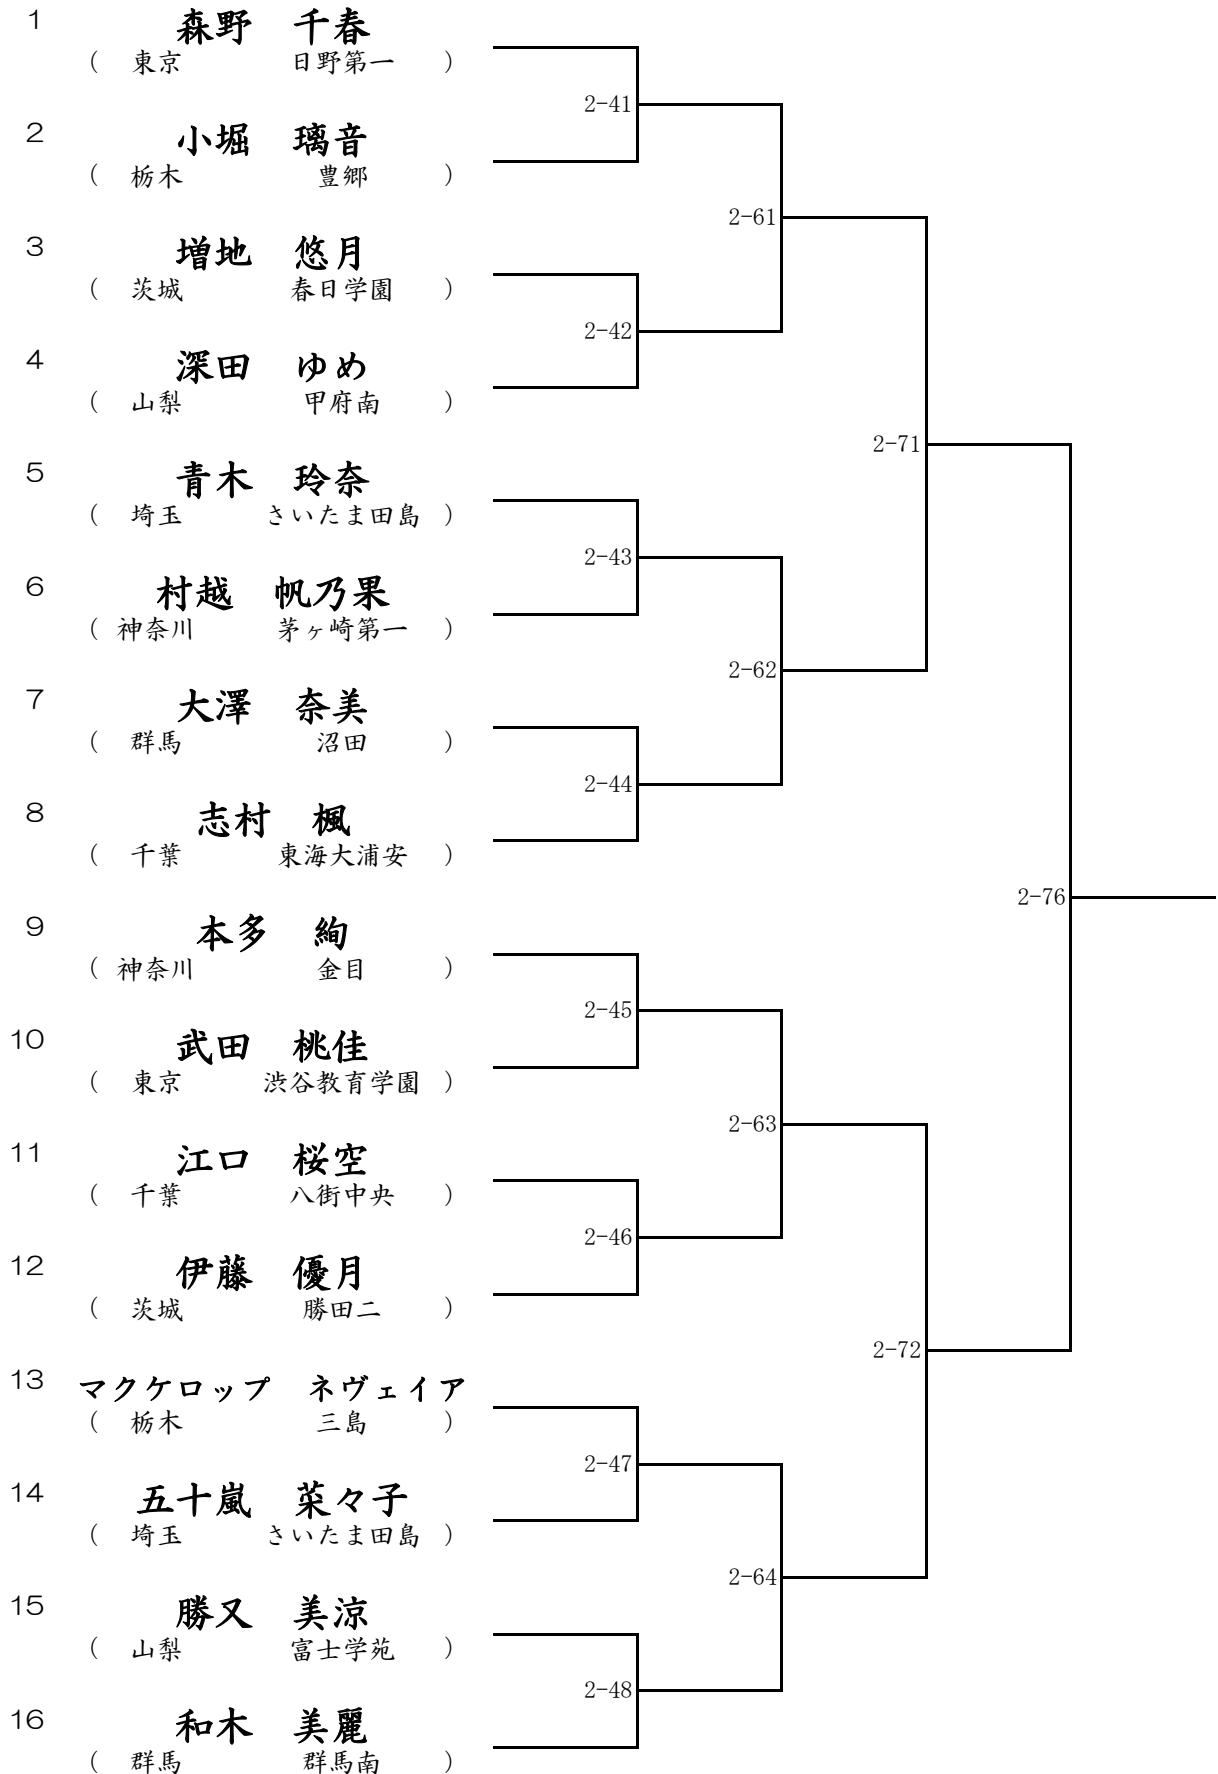 1 森野　千春
（ 東京 日野第一 ）
2-41
2 小堀　璃音
（ 栃木 豊郷 ）
2-61
3 増地　悠月
（ 茨城 春日学園 ）
2-42
4 深田　ゆめ
（ 山梨 甲府南 ）
2-71
5 青木　玲奈
（ 埼玉 さいたま田島 ）
2-43
6 村越　帆乃果
（ 神奈川 茅ヶ崎第一 ）
2-62
7 大澤　奈美
（ 群馬 沼田 ）
2-44
8 志村　楓
（ 千葉 東海大浦安 ）
2-76
9 本多　絢
（ 神奈川 金目 ）
2-45
10 武田　桃佳
（ 東京 渋谷教育学園 ）
2-63
11 江口　桜空
（ 千葉 八街中央 ）
2-46
12 伊藤　優月
（ 茨城 勝田二 ）
2-72
13 マクケロップ　ネヴェイア
（ 栃木 三島 ）
2-47
14 五十嵐　菜々子
（ 埼玉 さいたま田島 ）
2-64
15 勝又　美涼
（ 山梨 富士学苑 ）
2-48
16 和木　美麗
（ 群馬 群馬南 ）